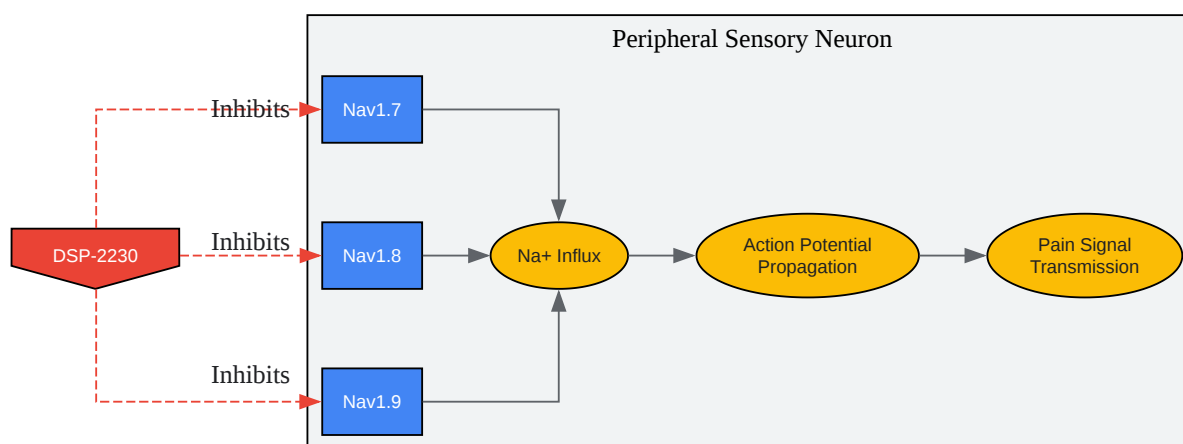 Peripheral Sensory Neuron
Inhibits
Nav1.7
DSP-2230
Inhibits
Nav1.8
Na+ Influx
Action Potential
Propagation
Pain Signal
Transmission
Inhibits
Nav1.9